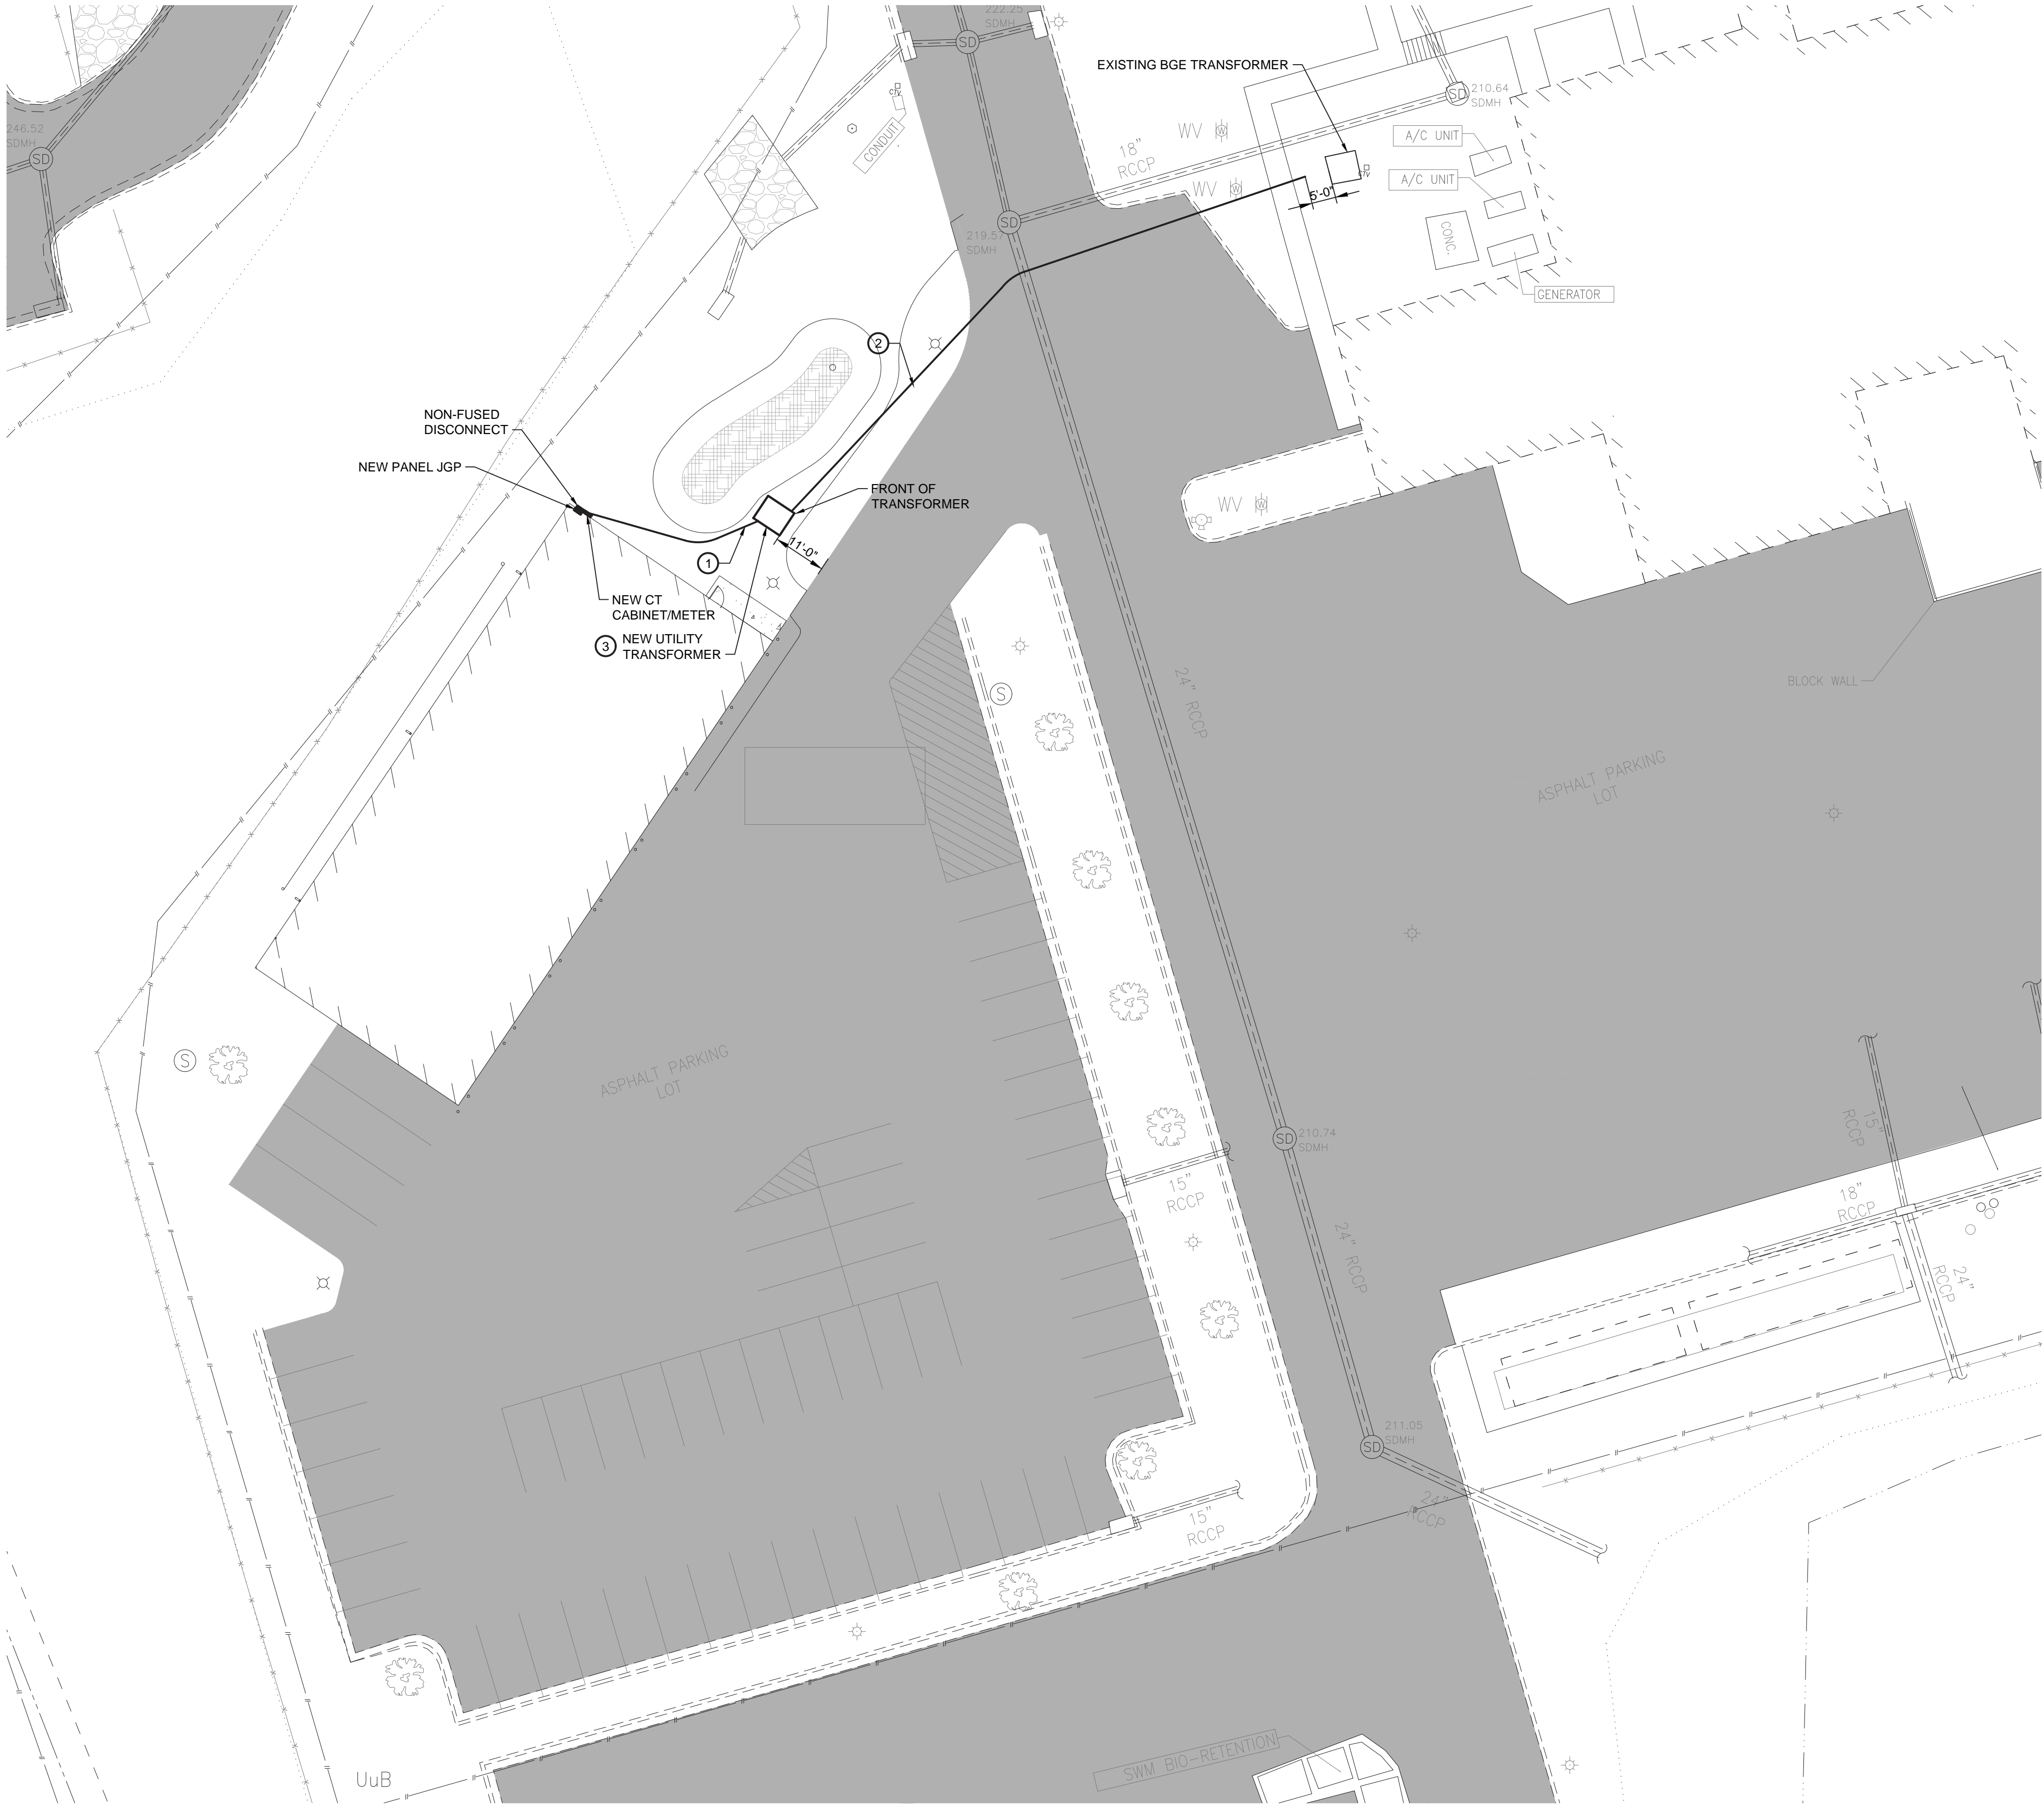 222.25
SDMH
SD
EXISTING BGE TRANSFORMER
SD
210.64
SDMH
246.52
SDMH
SD
CTV
CONDUIT
WV
W
18"
RCCP
A/C UNIT
CTV
A/C UNIT
WV
W
5'-0"
SD
219.57
SDMH
CONC.
GENERATOR
2
NON-FUSED
DISCONNECT
NEW PANEL JGP
FRONT OF
TRANSFORMER
WV
W
11'-0"
1
NEW CT
CABINET/METER
3
NEW UTILITY
TRANSFORMER
S
24" RCCP
BLOCK WALL
ASPHALT PARKING
LOT
S
ASPHALT PARKING
LOT
SD
210.74
SDMH
15"
RCCP
15"
RCCP
18"
RCCP
24" RCCP
24"
RCCP
SD
211.05
SDMH
24"
RCCP
15"
RCCP
SWM BIO-RETENTION
UuB